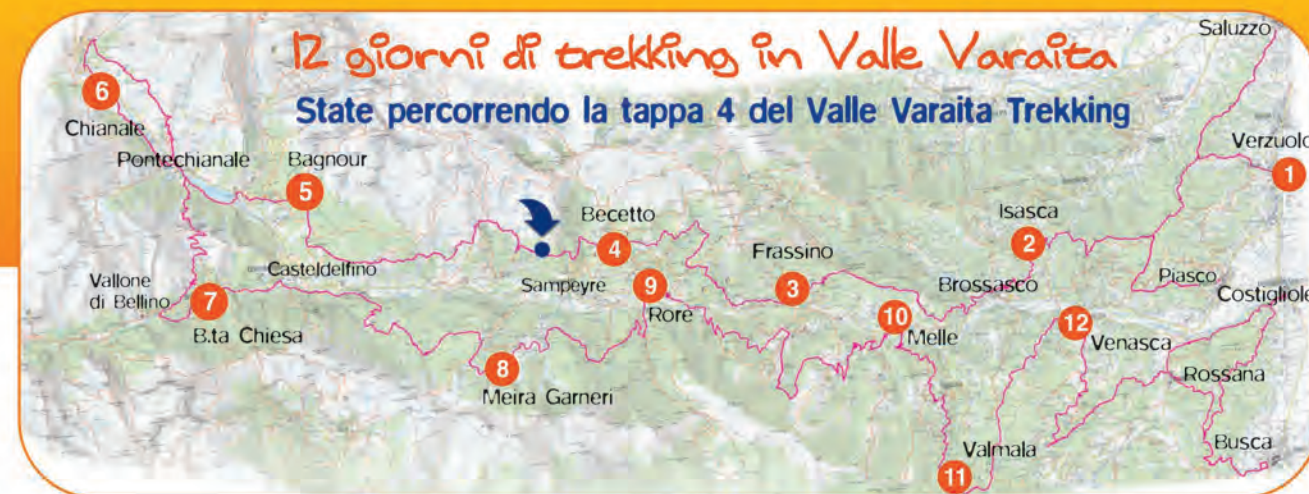 12 giorni di trekking in Valle Varaita
State percorrendo la tappa 4 del Valle Varaita Trekking
Saluzzo
Verzuolo
1
6
Chianale
Pontechianale
Bagnour
5
Becetto
4
Isasca
2
Frassino
3
Vallone
di Bellino
7
Casteldelfino
B.ta Chiesa
Sampeyre
9
Rore
Brossasco
Piasco
Costigliole
10
Melle
12
Venasca
8
Meira Garneri
Rossana
Valmala
11
Busca